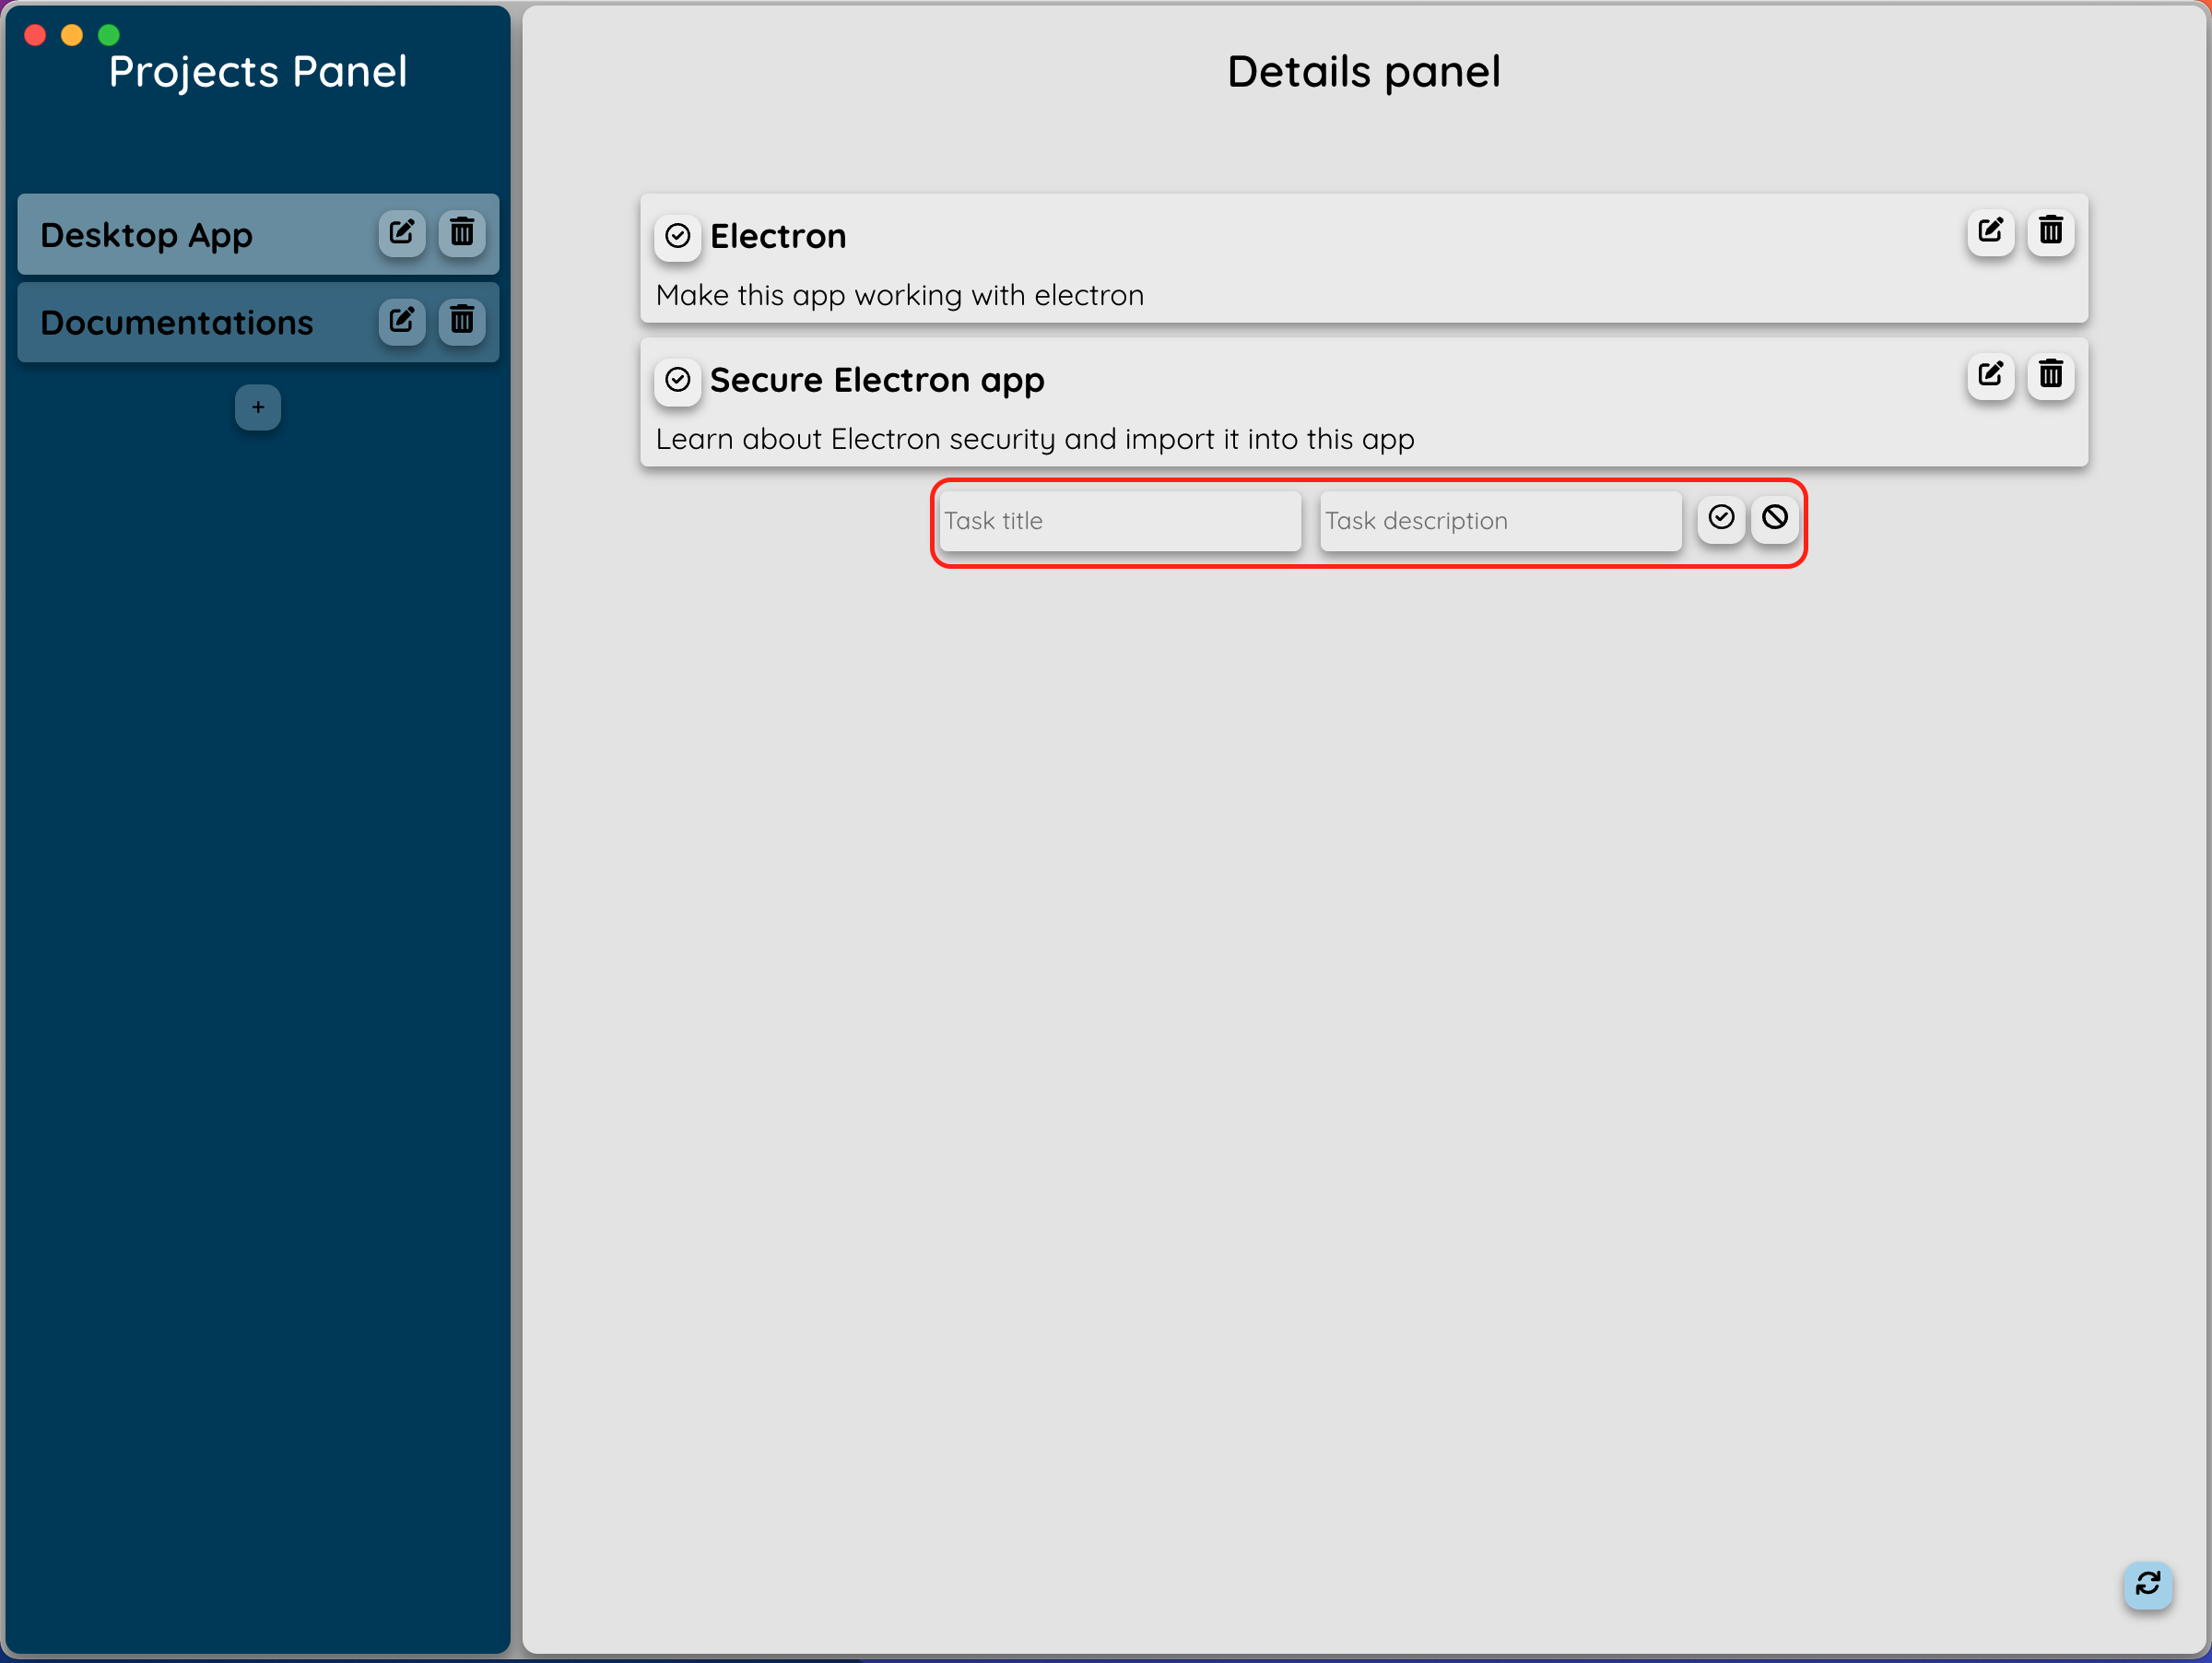 Projects Panel
Desktop App
Documentations
+
Details panel
Electron
Make this app working with electron
Secure Electron app
Learn about Electron security and import it into this app
Task title
Task description